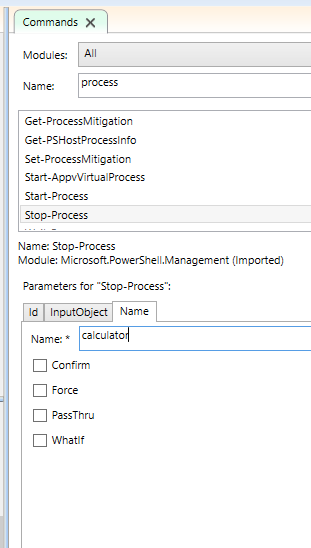 Commands
Modules: All
Name: process
Get-ProcessMitigation
Get-PSHostProcessInfo
Set-ProcessMitigation
Start-AppvVirtualProcess
Start-Process
Stop-Process
Name: Stop-Process
Module: Microsoft.PowerShell.Management (Imported)
Parameters for "Stop-Process":
Id InputObject Name
Name: * calculator
Confirm
Force
PassThru
WhatIf